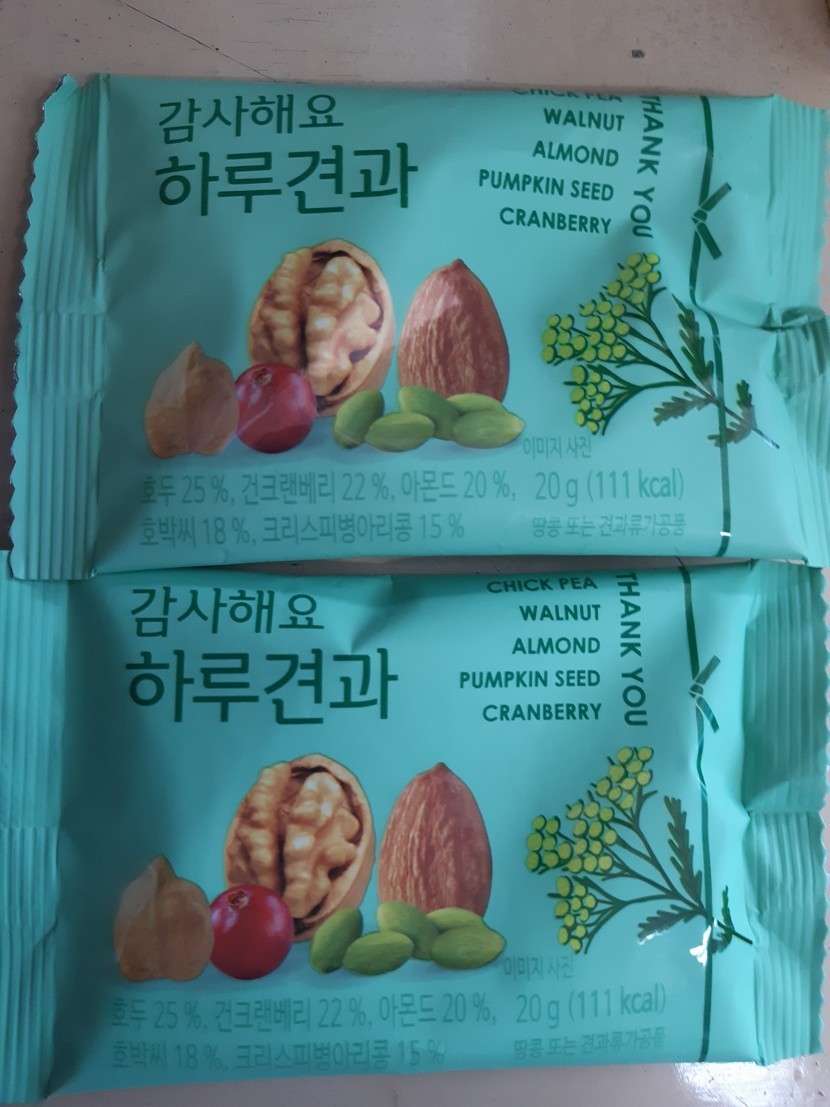 감사해요
하루견과
CHICK PEA
WALNUT
ALMOND
PUMPKIN SEED
CRANBERRY
THANK YOU
이미지 사진
호두 25 %, 건크랜베리 22 %, 아몬드 20 %,
호박씨 18 %, 크리스피병아리콩 15 %
20 g (111 kcal)
땅콩 또는 견과류가공품
감사해요
하루견과
CHICK PEA
WALNUT
ALMOND
PUMPKIN SEED
CRANBERRY
THANK YOU
이미지 사진
호두 25 %, 건크랜베리 22 %, 아몬드 20 %,
호박씨 18 %, 크리스피병아리콩 15 %
20 g (111 kcal)
땅콩 또는 견과류가공품